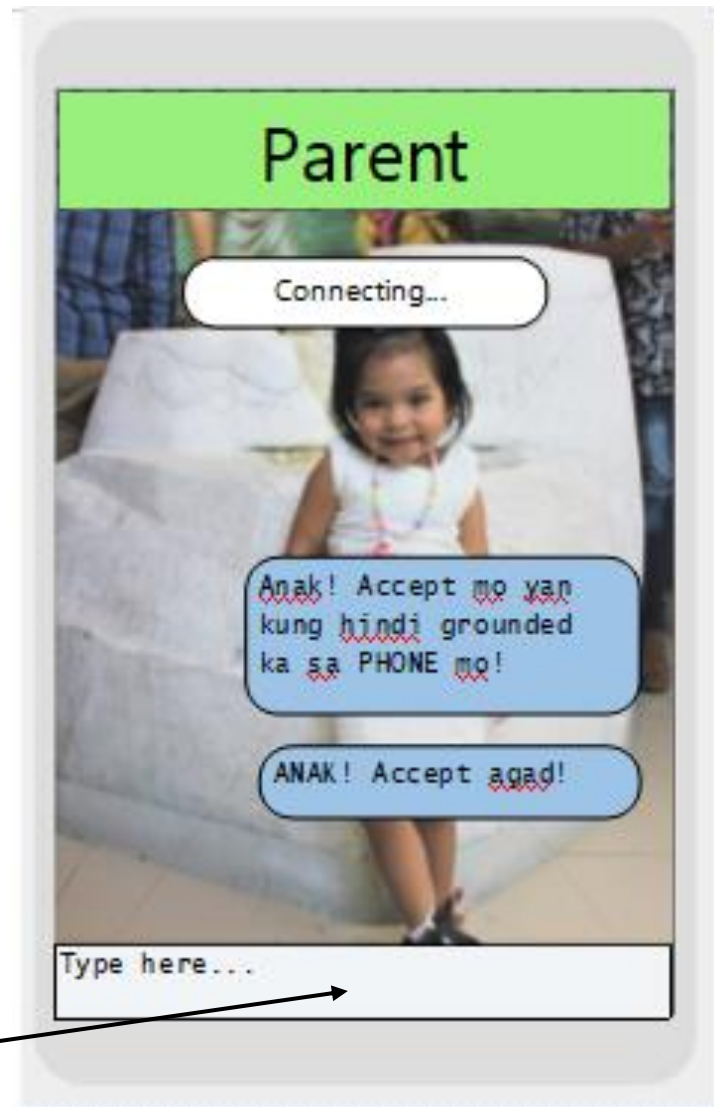 Parent
Connecting...
Anak! Accept mo yan
kung hindi grounded
ka sa PHONE mo!
ANAK! Accept agad!
Type here...